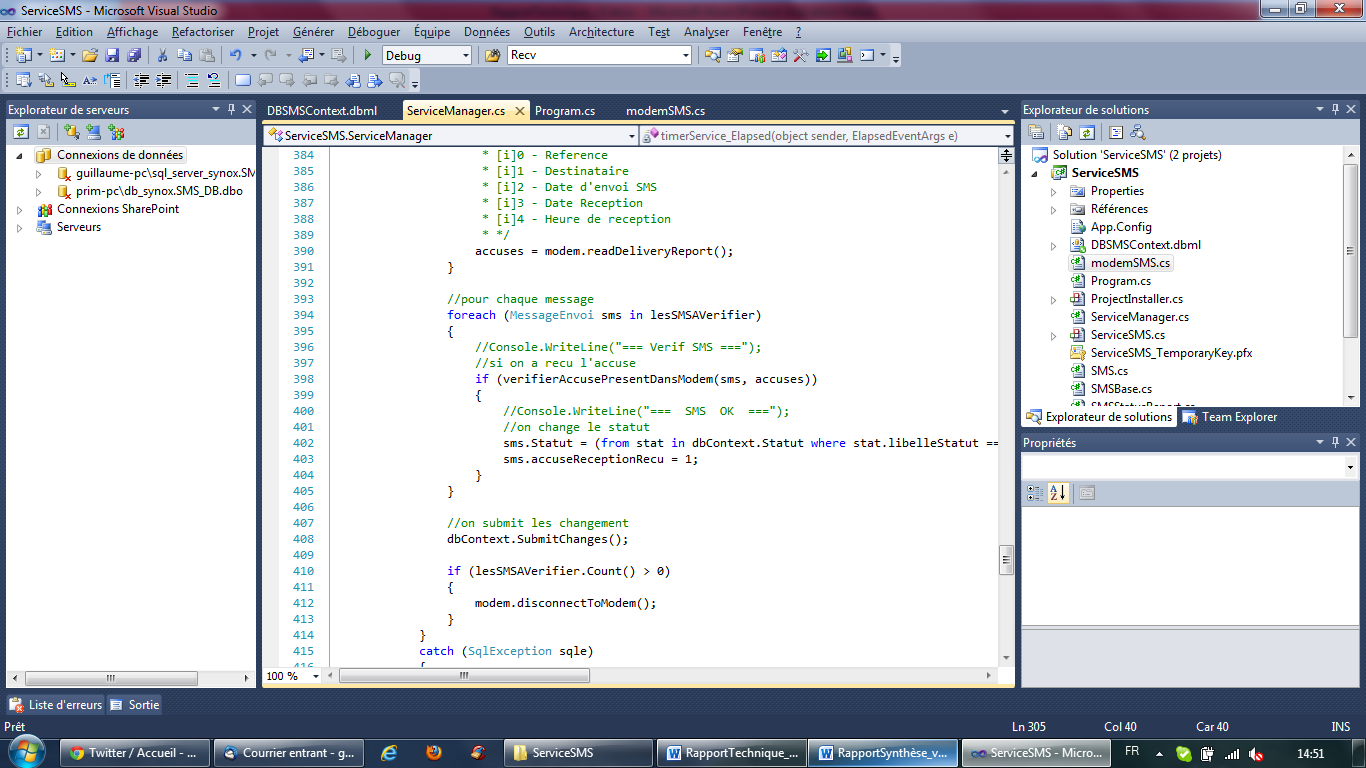 ServiceSMS - Microsoft Visual Studio
Fichier Edition Affichage Refactoriser Projet Générer Déboguer Équipe Données Outils Architecture Test Analyser Fenêtre ?
Debug Recv
Explorateur de serveurs
Connexions de données
guillaume-pc\sql_server_synox.SM
prim-pc\db_synox.SMS_DB.dbo
Connexions SharePoint
Serveurs
DBSMSContext.dbml ServiceManager.cs Program.cs modemSMS.cs
ServiceSMS.ServiceManager timerService_Elapsed(object sender, ElapsedEventArgs e)
384 * [i]0 - Reference
385 * [i]1 - Destinataire
386 * [i]2 - Date d'envoi SMS
387 * [i]3 - Date Reception
388 * [i]4 - Heure de reception
389 * */
390 accuses = modem.readDeliveryReport();
391 }
392
393 //pour chaque message
394 foreach (MessageEnvoi sms in lesSMSAVerifier)
395 {
396 //Console.WriteLine("=== Verif SMS ===");
397 //si on a recu l'accuse
398 if (verifierAccusePresentDansModem(sms, accuses))
399 {
400 //Console.WriteLine("===  SMS  OK  ===");
401 //on change le statut
402 sms.Statut = (from stat in dbContext.Statut where stat.libelleStatut ==
403 sms.accuseReceptionRecu = 1;
404 }
405 }
406
407 //on submit les changement
408 dbContext.SubmitChanges();
409
410 if (lesSMSAVerifier.Count() > 0)
411 {
412 modem.disconnectToModem();
413 }
414 }
415 catch (SqlException sqle)
416 {
100 %
Explorateur de solutions
Solution 'ServiceSMS' (2 projets)
ServiceSMS
Properties
Références
App.Config
DBSMSContext.dbml
modemSMS.cs
Program.cs
ProjectInstaller.cs
ServiceManager.cs
ServiceSMS.cs
ServiceSMS_TemporaryKey.pfx
SMS.cs
SMSBase.cs
SMSStatusReport.cs
Explorateur de solutions Team Explorer
Propriétés
Liste d'erreurs Sortie
Prêt Ln 305 Col 40 Car 40 INS
Twitter / Accueil - ... Courrier entrant - g... ServiceSMS RapportTechnique_... RapportSynthèse_v... ServiceSMS - Micro... FR 14:51